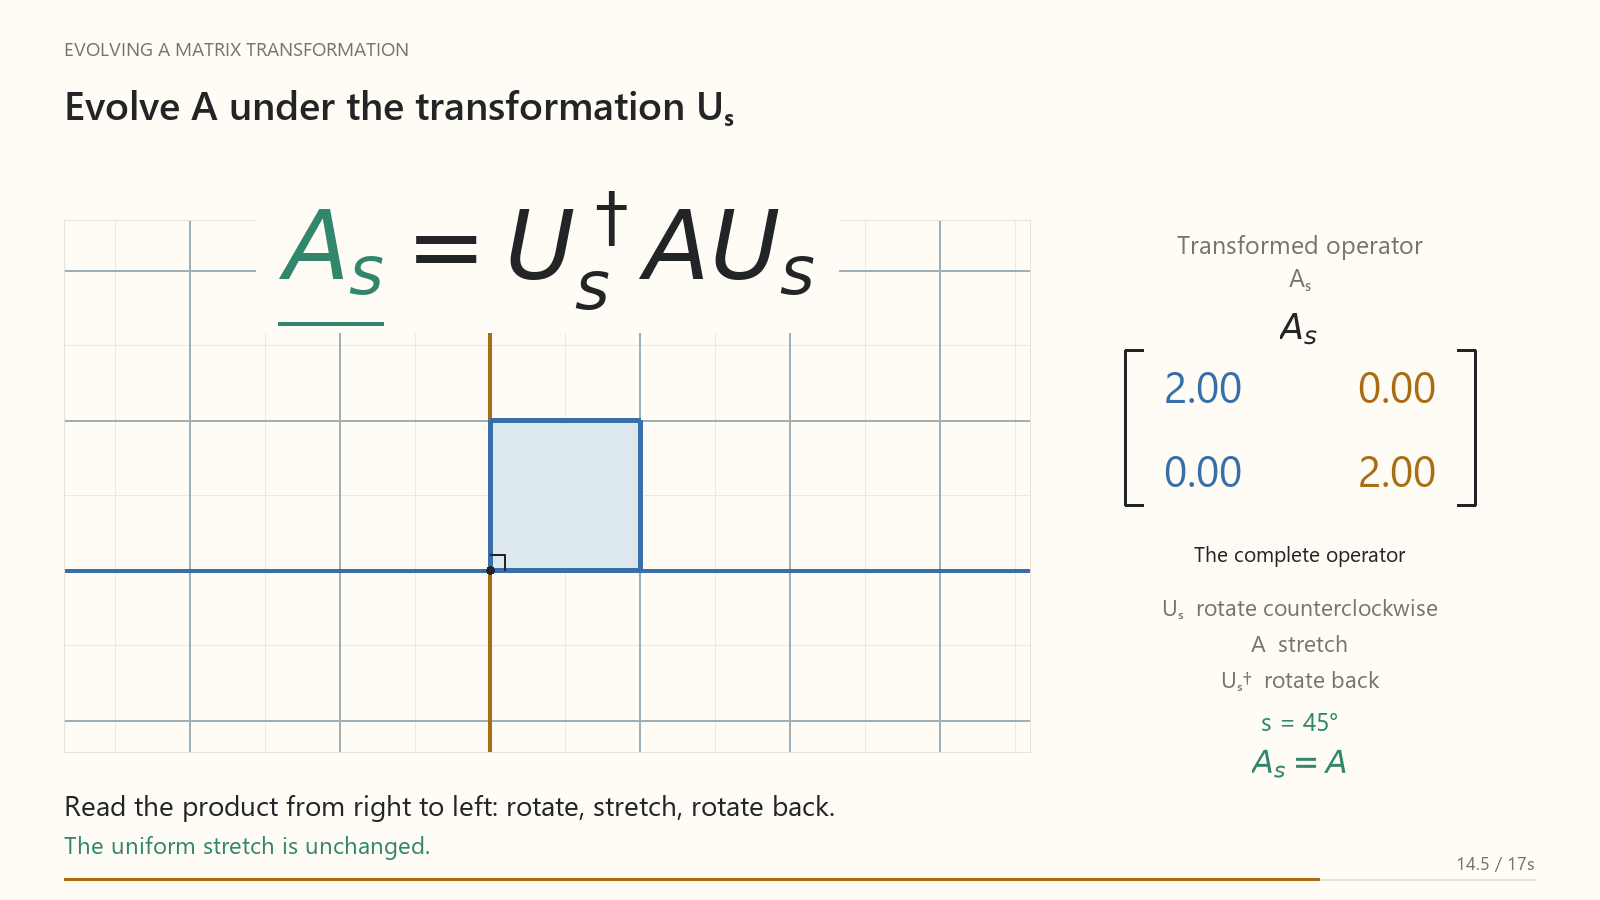 EVOLVING A MATRIX TRANSFORMATION
Evolve A under the transformation Uₛ
Aₛ = Uₛ†AUₛ
Transformed operator
Aₛ
Aₛ
2.00 0.00
0.00 2.00
The complete operator
Uₛ rotate counterclockwise
A stretch
Uₛ† rotate back
s = 45°
Aₛ = A
Read the product from right to left: rotate, stretch, rotate back.
The uniform stretch is unchanged.
14.5 / 17s